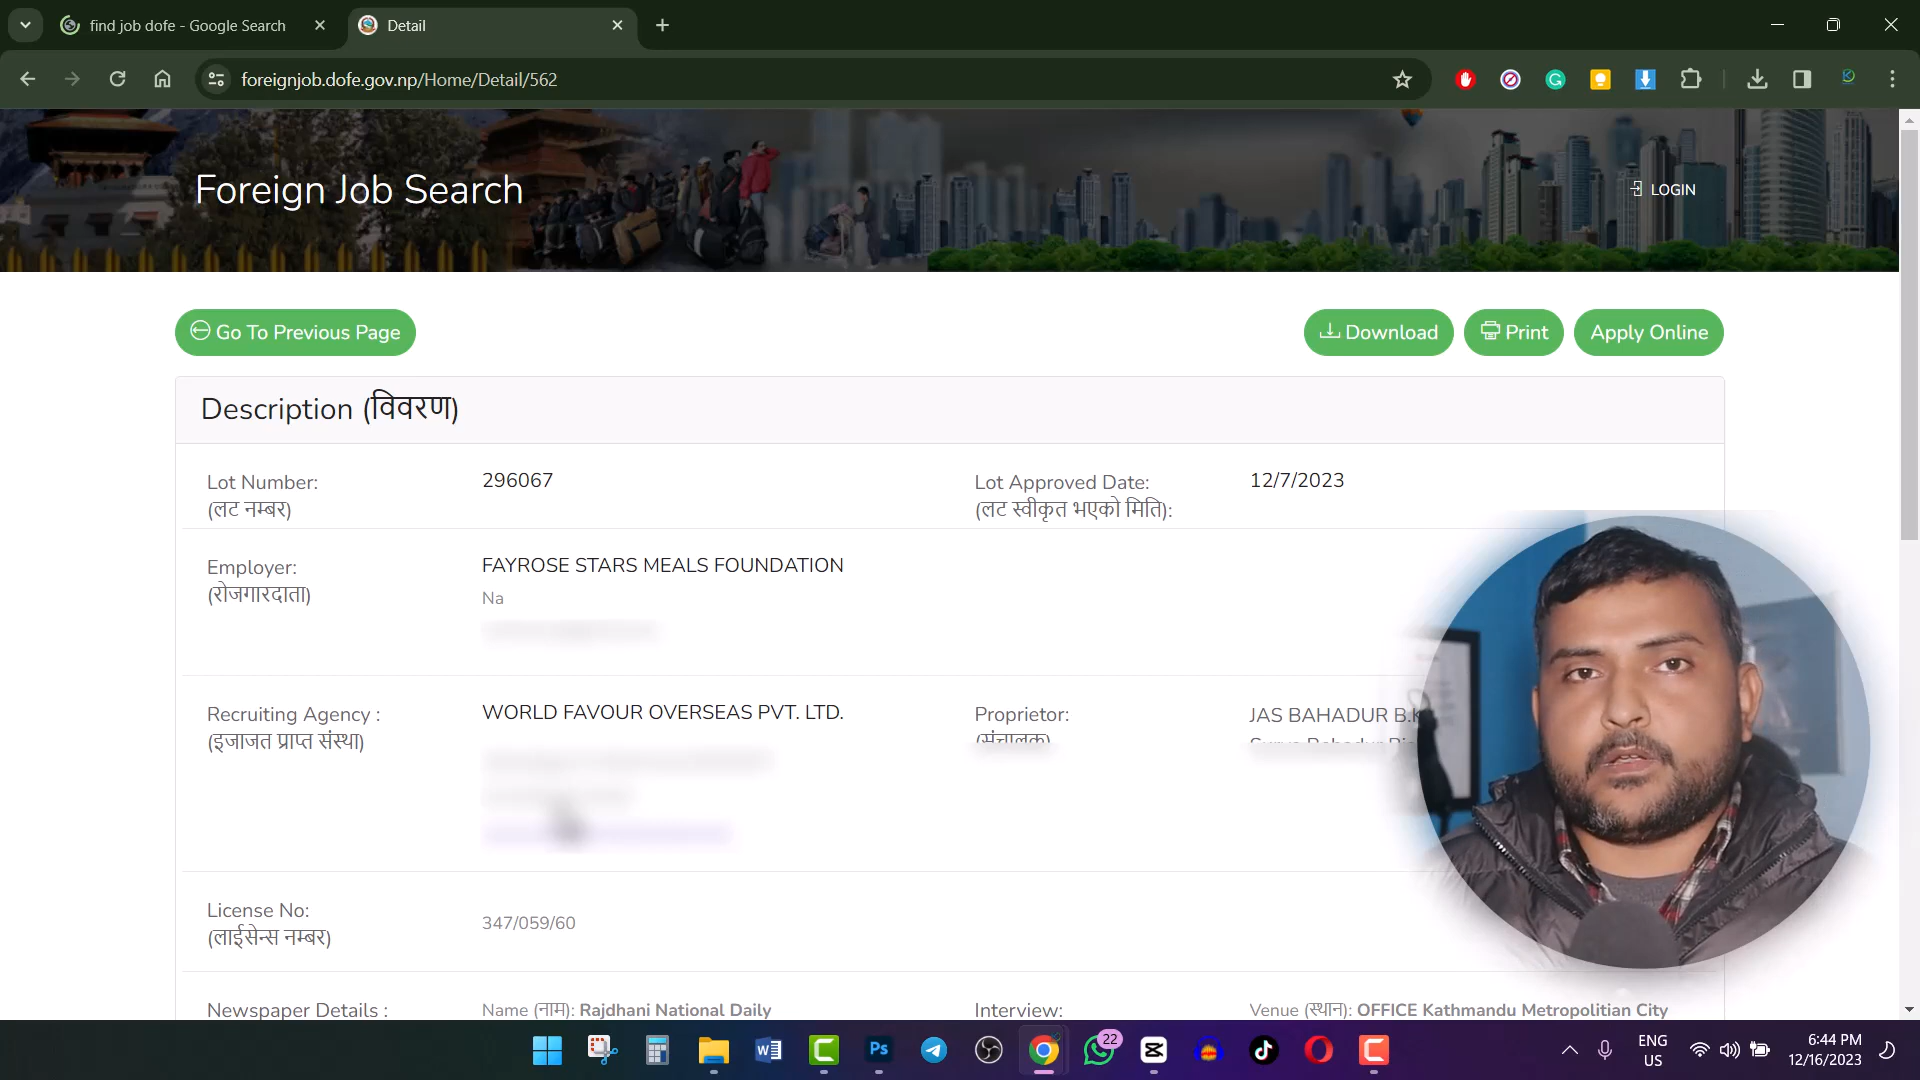 find job dofe - Google Search
Detail
foreignjob.dofe.gov.np/Home/Detail/562
Foreign Job Search
LOGIN
Go To Previous Page
Download
Print
Apply Online
Description (विवरण)
Lot Number:
(लट नम्बर)
296067
Lot Approved Date:
(लट स्वीकृत भएको मिति):
12/7/2023
Employer:
(रोजगारदाता)
FAYROSE STARS MEALS FOUNDATION
Na
Recruiting Agency :
(इजाजत प्राप्त संस्था)
WORLD FAVOUR OVERSEAS PVT. LTD.
Proprietor:
(संचालक)
JAS BAHADUR B.K
License No:
(लाईसेन्स नम्बर)
347/059/60
Newspaper Details :
Name (नाम): Rajdhani National Daily
Interview:
Venue (स्थान): OFFICE Kathmandu Metropolitian City
Ps
22
ENG
US
6:44 PM
12/16/2023